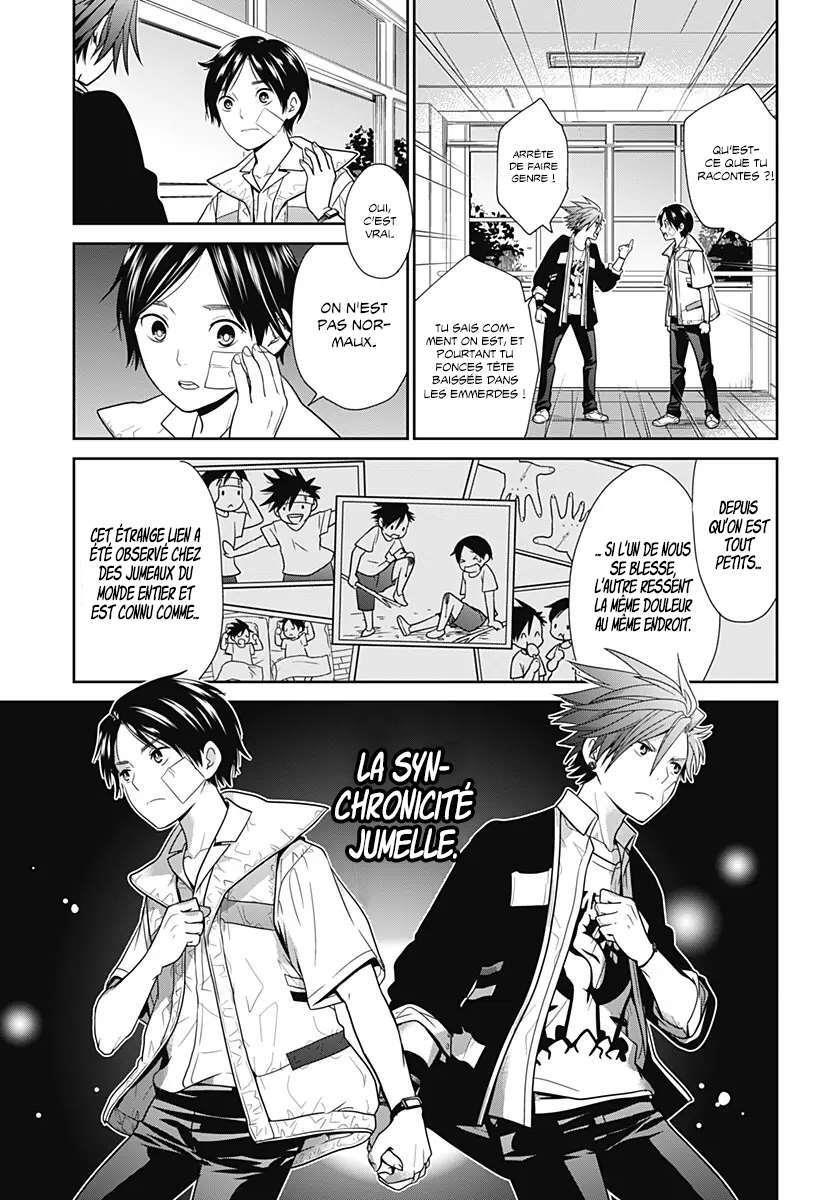 QU'EST-
CE QUE TU
RACONTES ?!
ARRÊTE
DE FAIRE
GENRE !
TU SAIS COM-
MENT ON EST, ET
POURTANT TU
FONCES TÊTE
BAISSÉE DANS
LES EMMERDES !
OUI,
C'EST
VRAI.
ON N'EST
PAS NOR-
MAUX.
DEPUIS
QU'ON EST
TOUT
PETITS...
... SI L'UN DE NOUS
SE BLESSE,
L'AUTRE RESSENT
LA MÊME DOULEUR
AU MÊME ENDROIT.
CET ÉTRANGE LIEN A
ÉTÉ OBSERVÉ CHEZ
DES JUMEAUX DU
MONDE ENTIER ET
EST CONNU COMME...
LA SYN-
CHRONICITÉ
JUMELLE.